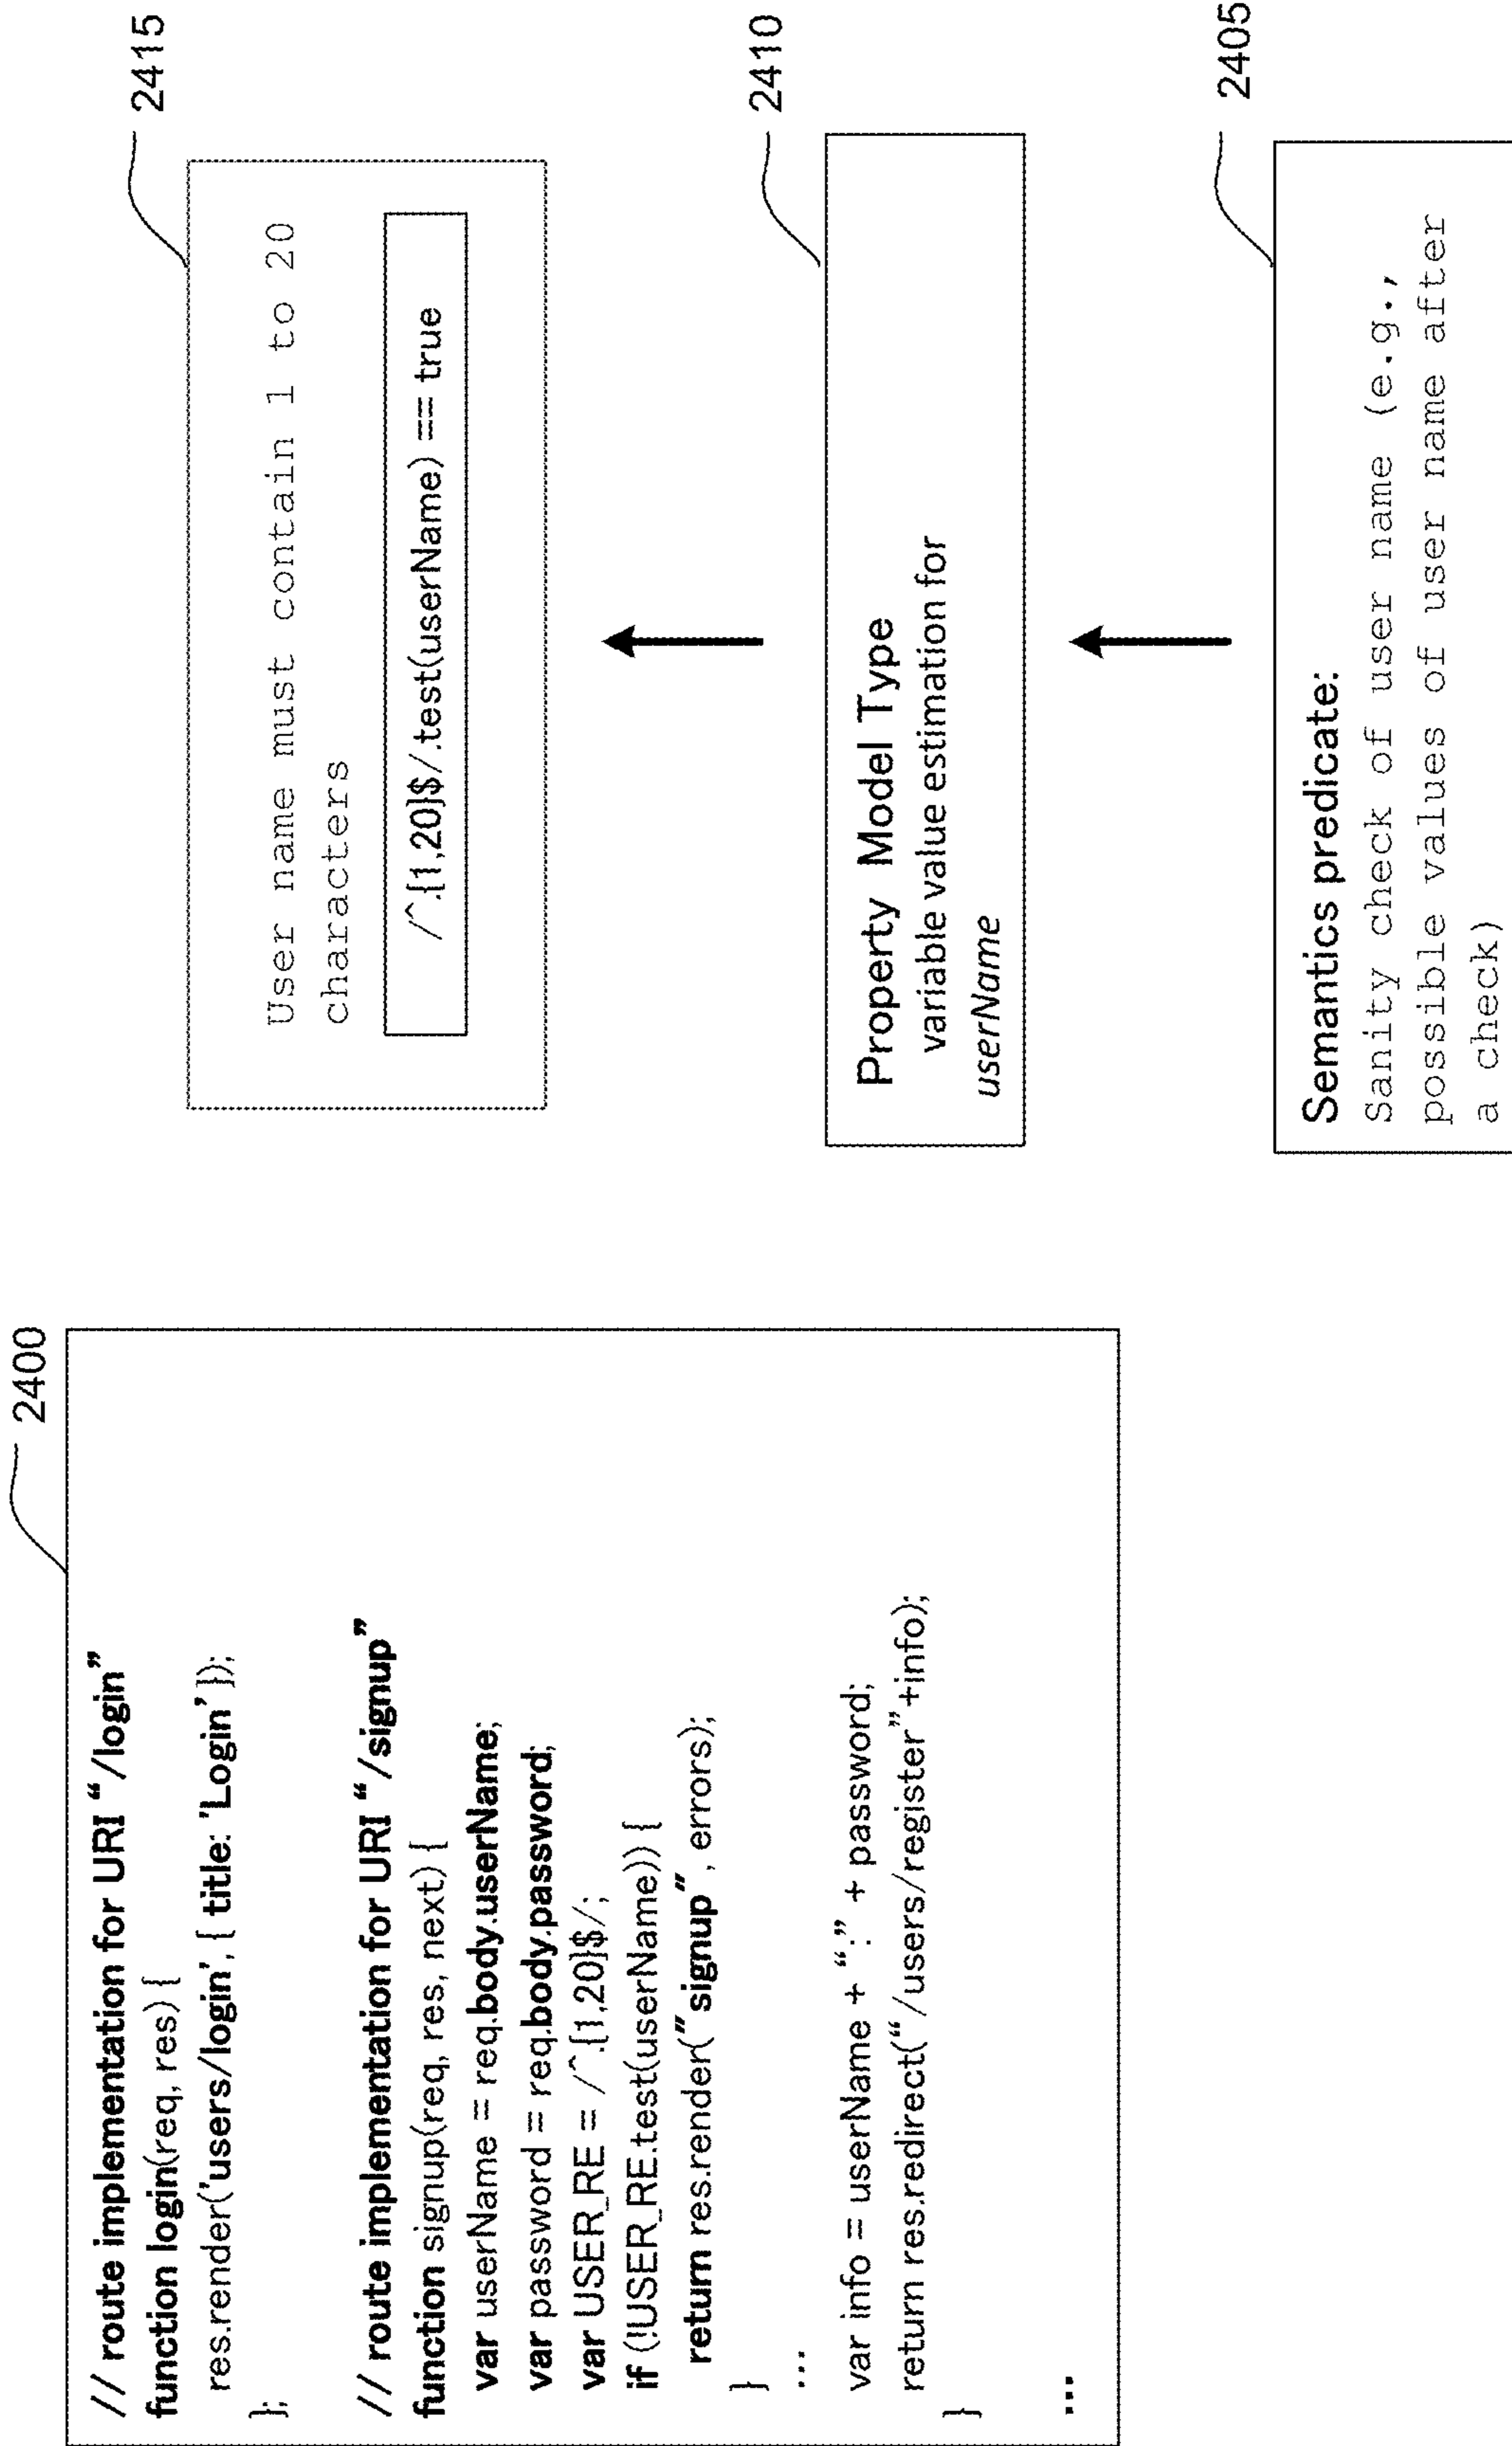 2400
// route implementation for URI “/login”
function login(req, res) {
res.render('users/login', { title: 'Login' });
};
// route implementation for URI “/signup”
function signup(req, res, next) {
var userName = req.body.userName;
var password = req.body.password;
var USER_RE = /^.{1,20}$/;
if (!USER_RE.test(userName)) {
return res.render("signup", errors);
}
...
var info = userName + “:” + password;
return res.redirect(“/users/register”+info);
}
...
2415
User name must contain 1 to 20
characters
/^.{1,20}$/.test(userName) == true
2410
Property Model Type
variable value estimation for
userName
2405
Semantics predicate:
Sanity check of user name (e.g.,
possible values of user name after
a check)